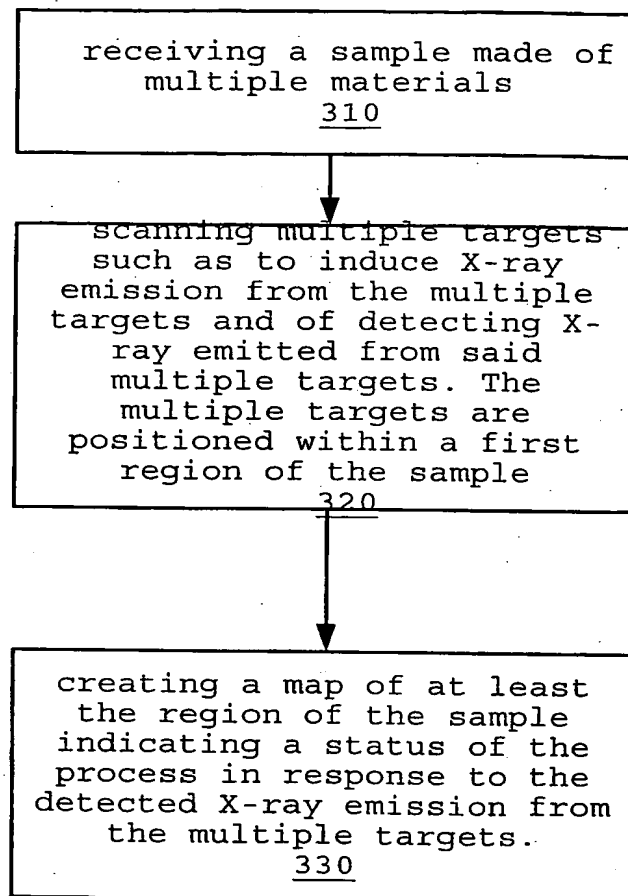 receiving a sample made of
multiple materials
310
scanning multiple targets
such as to induce X-ray
emission from the multiple
targets and of detecting X-
ray emitted from said
multiple targets. The
multiple targets are
positioned within a first
region of the sample
320
creating a map of at least
the region of the sample
indicating a status of the
process in response to the
detected X-ray emission from
the multiple targets.
330